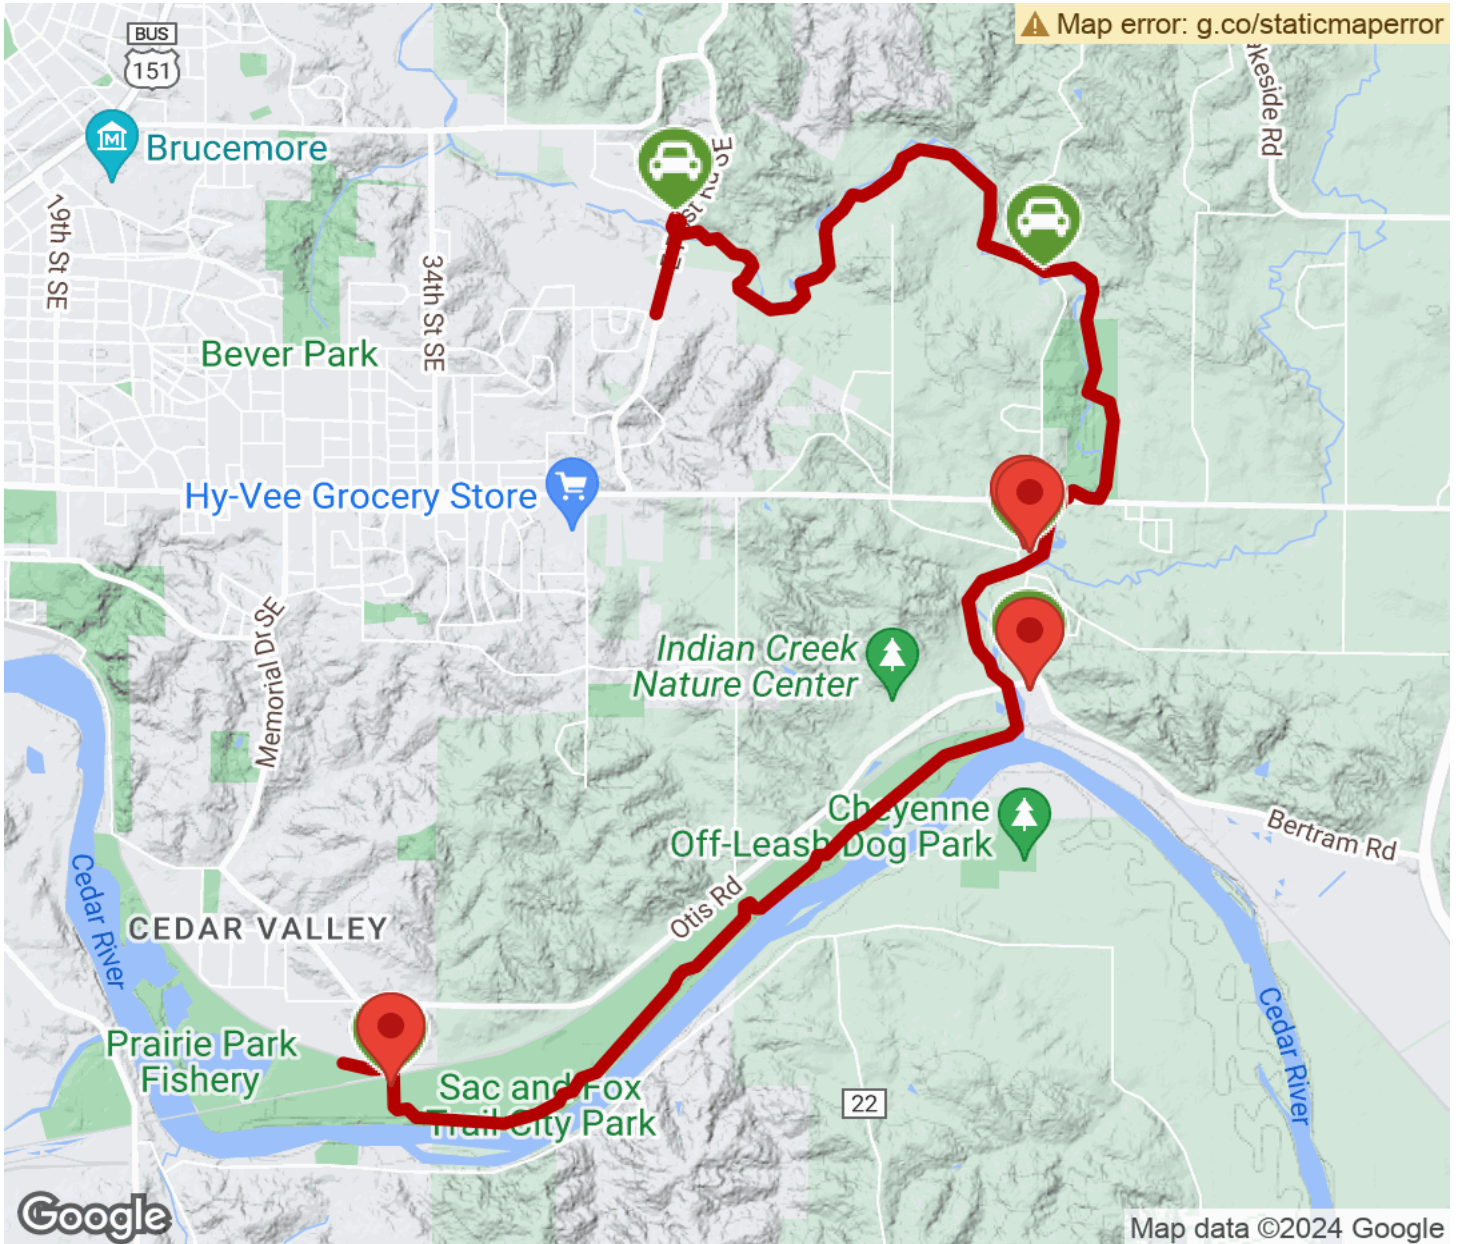 Map error: g.co/staticmaperror
BUS
151
Brucemore
akeside Rd
19th St SE
34th St SE
Bever Park
Hy-Vee Grocery Store
Memorial Dr SE
Indian Creek
Nature Center
Cheyenne
Off-Leash Dog Park
Bertram Rd
Otis Rd
Cedar River
CEDAR VALLEY
Cedar River
Prairie Park
Fishery
Sac and Fox
Trail City Park
22
Google
Map data ©2024 Google